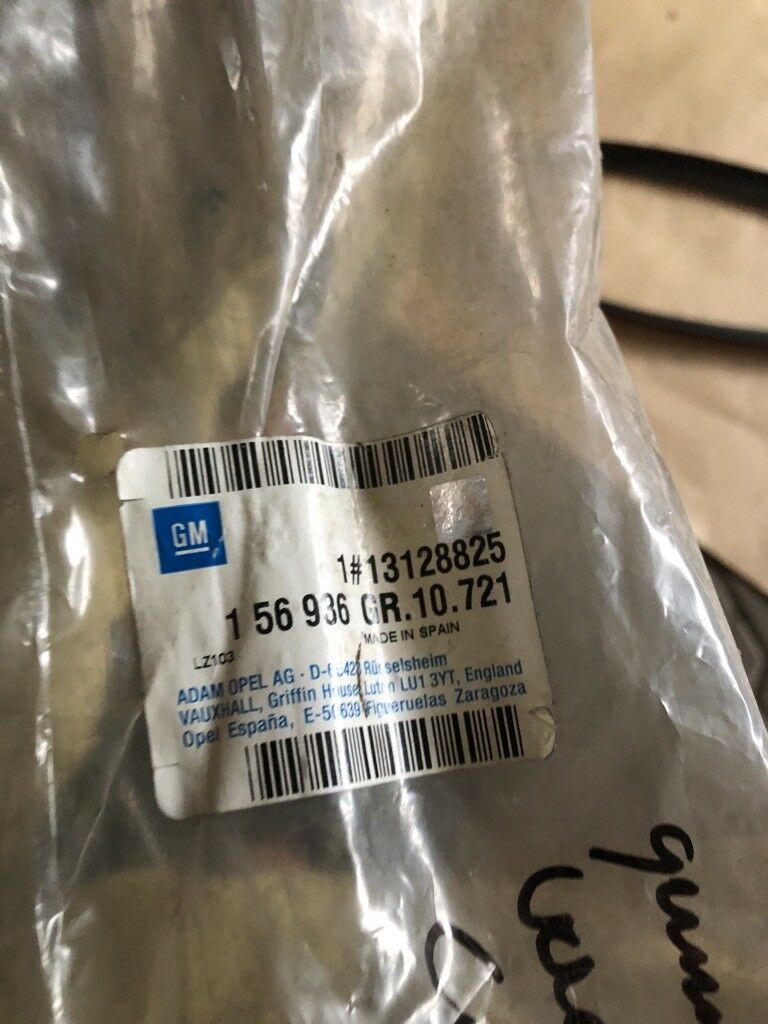 GM
1#13128825
1 56 936 GR.10.721
MADE IN SPAIN
LZ103
ADAM OPEL AG · Rüsselsheim
VAUXHALL, Griffin House, Luton LU1 3YT, England
Opel España, Figueruelas Zaragoza